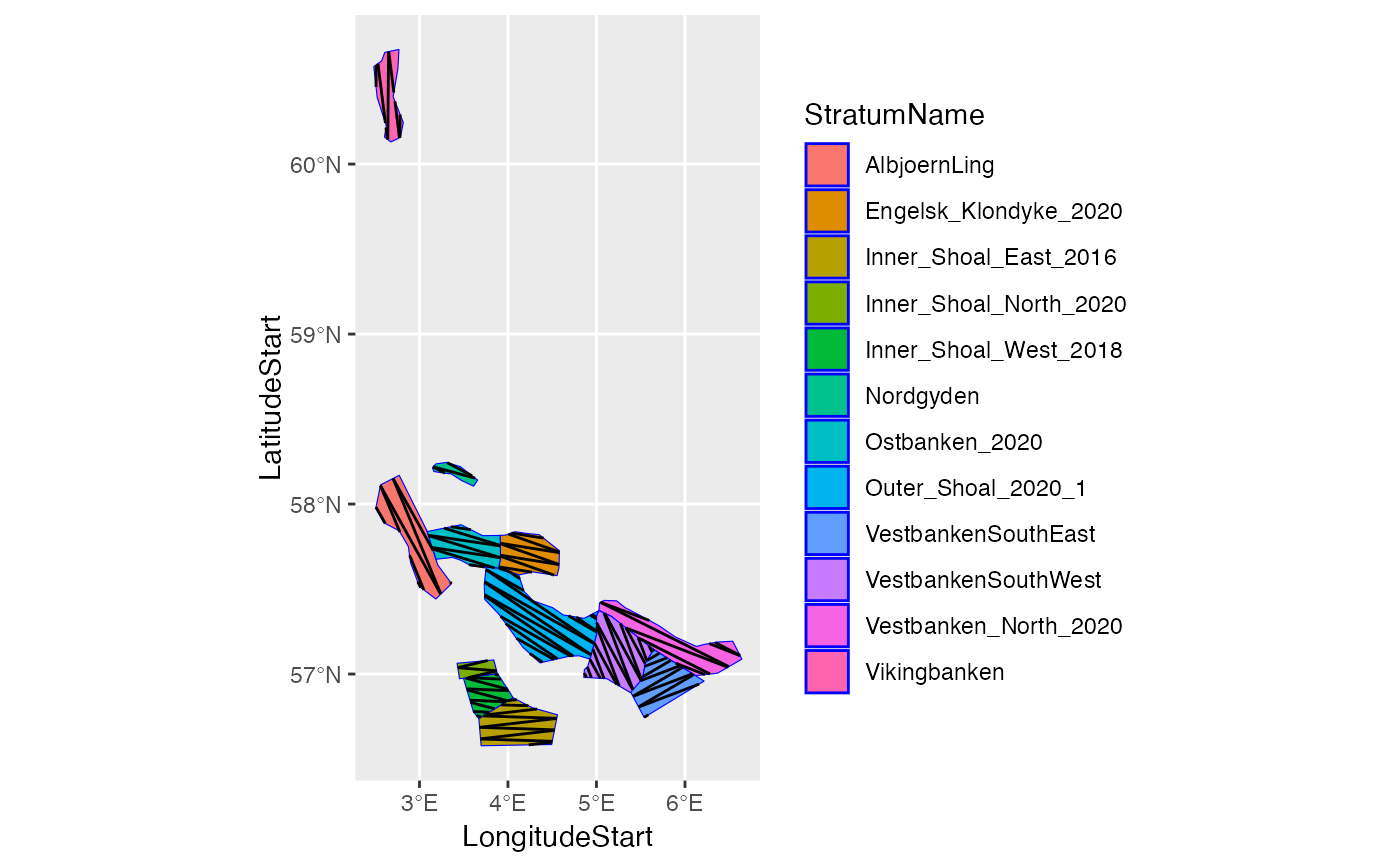 60°N
59°N
58°N
57°N
LatitudeStart
3°E
4°E
5°E
6°E
LongitudeStart
StratumName
AlbjoernLing
Engelsk_Klondyke_2020
Inner_Shoal_East_2016
Inner_Shoal_North_2020
Inner_Shoal_West_2018
Nordgyden
Ostbanken_2020
Outer_Shoal_2020_1
VestbankenSouthEast
VestbankenSouthWest
Vestbanken_North_2020
Vikingbanken